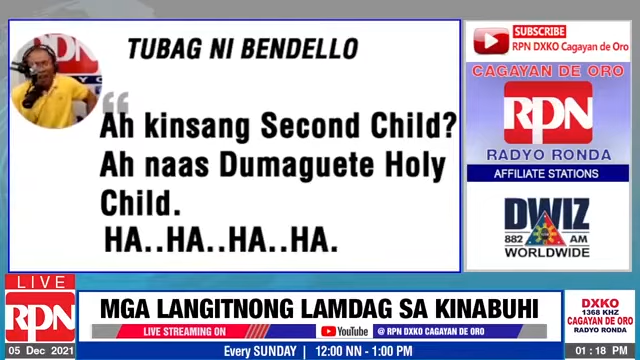 TUBAG NI BENDELLO
“
Ah kinsang Second Child?
Ah naas Dumaguete Holy
Child.
HA..HA..HA..HA.
RPN
SUBSCRIBE
RPN DXKO Cagayan de Oro
CAGAYAN DE ORO
RPN
RADYO RONDA
AFFILIATE STATIONS
DWIZ
882 AM
WORLDWIDE
LIVE
RPN
05 Dec 2021
MGA LANGITNONG LAMDAG SA KINABUHI
LIVE STREAMING ON YouTube @ RPN DXKO CAGAYAN DE ORO
Every SUNDAY | 12:00 NN - 1:00 PM
DXKO
1368 KHZ
CAGAYAN DE ORO
RADYO RONDA
01:18 PM